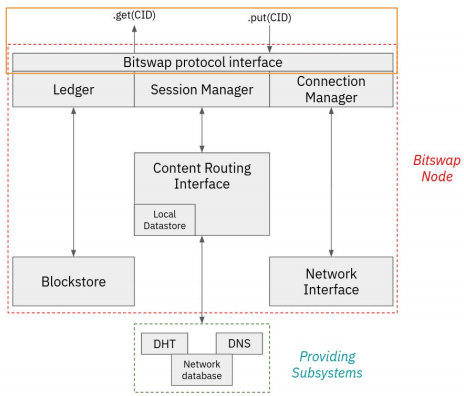 .get(CID)
.put(CID)
Bitswap protocol interface
Ledger
Session Manager
Connection
Manager
Content Routing
Interface
Local
Datastore
Bitswap
Node
Blockstore
Network
Interface
DHT
DNS
Network
database
Providing
Subsystems